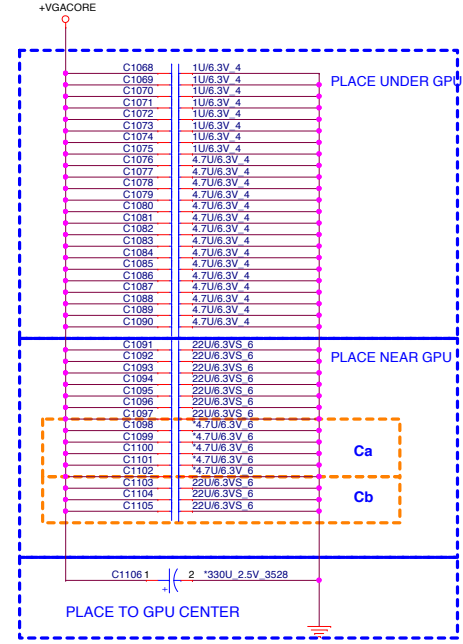 +VGACORE
C1068 1U/6.3V_4
C1069 1U/6.3V_4 PLACE UNDER GPU
C1070 1U/6.3V_4
C1071 1U/6.3V_4
C1072 1U/6.3V_4
C1073 1U/6.3V_4
C1074 1U/6.3V_4
C1075 1U/6.3V_4
C1076 4.7U/6.3V_4
C1077 4.7U/6.3V_4
C1078 4.7U/6.3V_4
C1079 4.7U/6.3V_4
C1080 4.7U/6.3V_4
C1081 4.7U/6.3V_4
C1082 4.7U/6.3V_4
C1083 4.7U/6.3V_4
C1084 4.7U/6.3V_4
C1085 4.7U/6.3V_4
C1086 4.7U/6.3V_4
C1087 4.7U/6.3V_4
C1088 4.7U/6.3V_4
C1089 4.7U/6.3V_4
C1090 4.7U/6.3V_4
C1091 22U/6.3VS_6
C1092 22U/6.3VS_6 PLACE NEAR GPU
C1093 22U/6.3VS_6
C1094 22U/6.3VS_6
C1095 22U/6.3VS_6
C1096 22U/6.3VS_6
C1097 22U/6.3VS_6
C1098 *4.7U/6.3V_6
C1099 *4.7U/6.3V_6
C1100 *4.7U/6.3V_6 Ca
C1101 *4.7U/6.3V_6
C1102 *4.7U/6.3V_6
C1103 22U/6.3VS_6
C1104 22U/6.3VS_6 Cb
C1105 22U/6.3VS_6
C1106 1 2 *330U_2.5V_3528
+
PLACE TO GPU CENTER